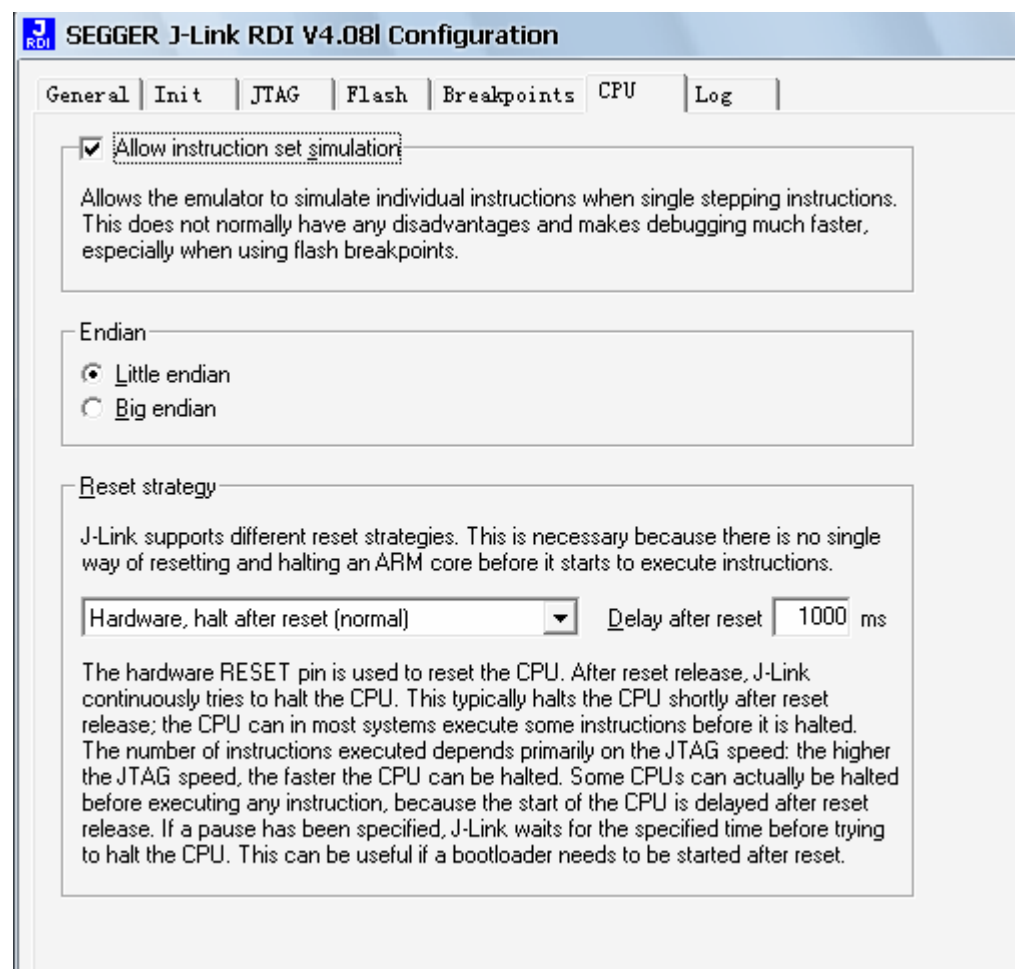 J
RDI
SEGGER J-Link RDI V4.08l Configuration
General Init JTAG Flash Breakpoints CPU Log
Allow instruction set simulation
Allows the emulator to simulate individual instructions when single stepping instructions.
This does not normally have any disadvantages and makes debugging much faster,
especially when using flash breakpoints.
Endian
Little endian
Big endian
Reset strategy
J-Link supports different reset strategies. This is necessary because there is no single
way of resetting and halting an ARM core before it starts to execute instructions.
Hardware, halt after reset (normal) Delay after reset 1000 ms
The hardware RESET pin is used to reset the CPU. After reset release, J-Link
continuously tries to halt the CPU. This typically halts the CPU shortly after reset
release; the CPU can in most systems execute some instructions before it is halted.
The number of instructions executed depends primarily on the JTAG speed: the higher
the JTAG speed, the faster the CPU can be halted. Some CPUs can actually be halted
before executing any instruction, because the start of the CPU is delayed after reset
release. If a pause has been specified, J-Link waits for the specified time before trying
to halt the CPU. This can be useful if a bootloader needs to be started after reset.